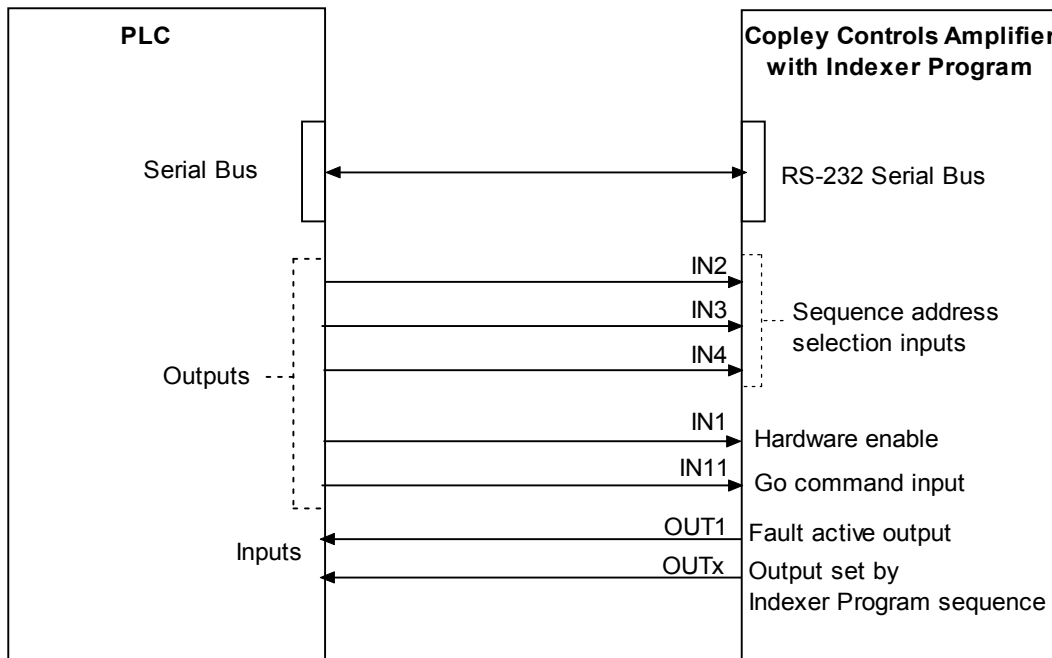 PLC
Copley Controls Amplifier
with Indexer Program
Serial Bus
RS-232 Serial Bus
IN2
IN3
IN4
Sequence address
selection inputs
Outputs
IN1
Hardware enable
IN11
Go command input
OUT1
Fault active output
Inputs
OUTx
Output set by
Indexer Program sequence